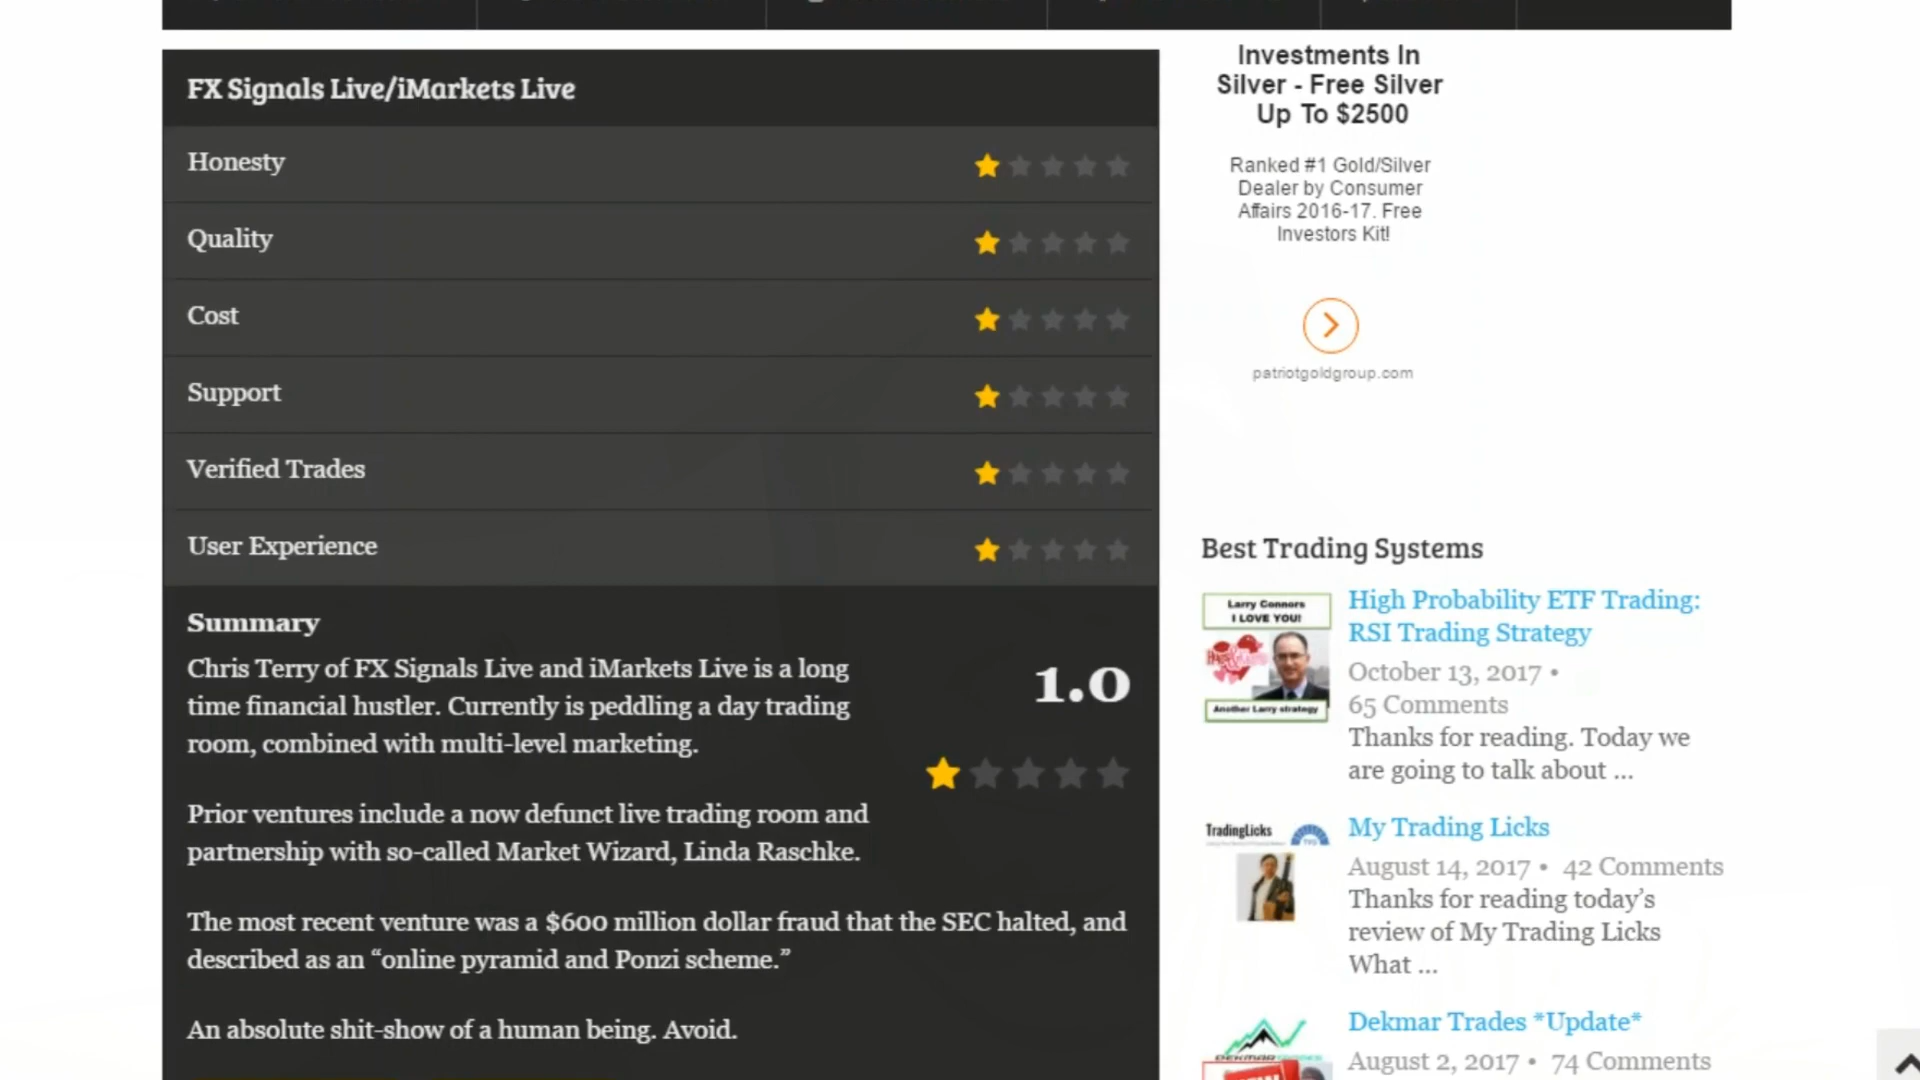 FX Signals Live/iMarkets Live
Honesty
Quality
Cost
Support
Verified Trades
User Experience
Summary
Chris Terry of FX Signals Live and iMarkets Live is a long
time financial hustler. Currently is peddling a day trading
room, combined with multi-level marketing.
1.0
Prior ventures include a now defunct live trading room and
partnership with so-called Market Wizard, Linda Raschke.
The most recent venture was a $600 million dollar fraud that the SEC halted, and
described as an “online pyramid and Ponzi scheme.”
An absolute shit-show of a human being. Avoid.
Investments In
Silver - Free Silver
Up To $2500
Ranked #1 Gold/Silver
Dealer by Consumer
Affairs 2016-17. Free
Investors Kit!
patriotgoldgroup.com
Best Trading Systems
Larry Connors
I LOVE YOU!
Another Larry strategy
High Probability ETF Trading:
RSI Trading Strategy
October 13, 2017 •
65 Comments
Thanks for reading. Today we
are going to talk about ...
TradingLicks
My Trading Licks
August 14, 2017 • 42 Comments
Thanks for reading today’s
review of My Trading Licks
What ...
DEKMAR
Dekmar Trades *Update*
August 2, 2017 • 74 Comments